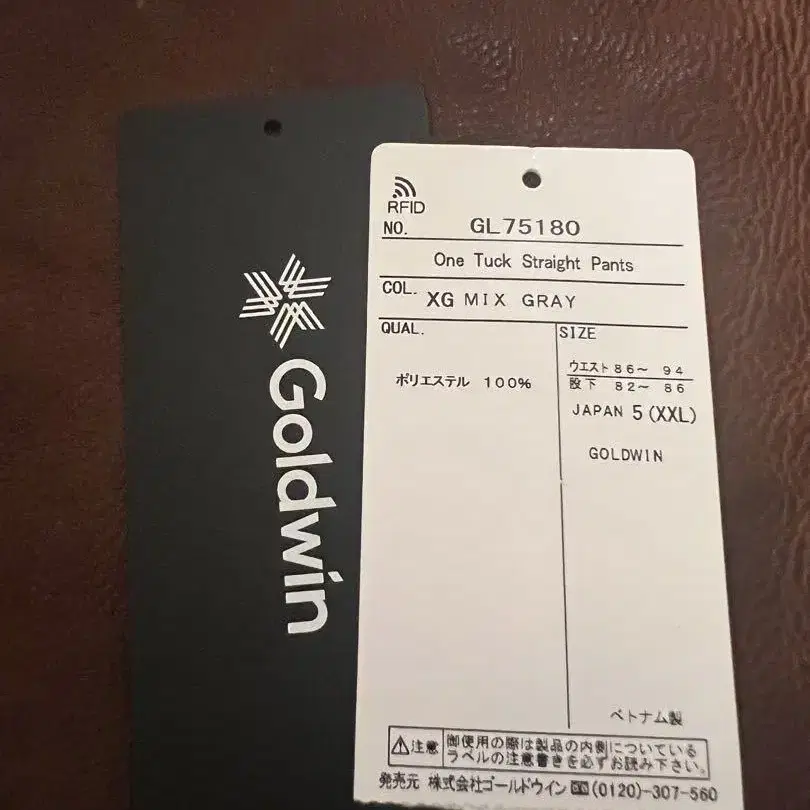 Goldwin
RFID
NO. GL75180
One Tuck Straight Pants
COL. XG MIX GRAY
QUAL.
ポリエステル 100%
SIZE
ウエスト 86~ 94
股下 82~ 86
JAPAN 5 (XXL)
GOLDWIN
ベトナム製
注意
御使用の際は製品の内側についている
ラベルの注意書きを必ずお読み下さい。
発売元 株式会社ゴールドウイン (0120)-307-560